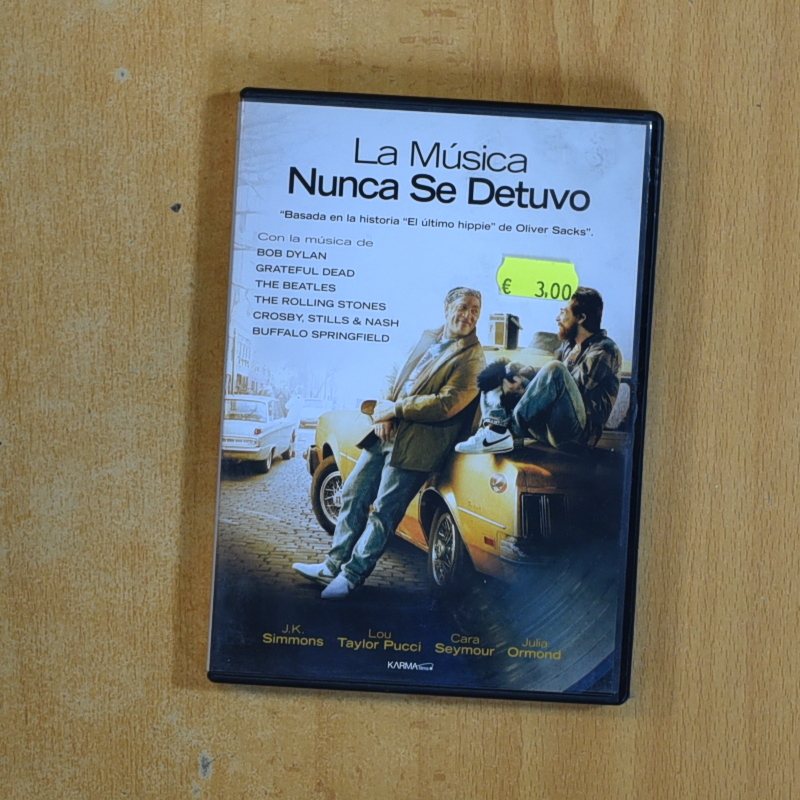 La Música
Nunca Se Detuvo
"Basada en la historia "El último hippie" de Oliver Sacks".
Con la música de
BOB DYLAN
GRATEFUL DEAD
THE BEATLES
THE ROLLING STONES
CROSBY, STILLS & NASH
BUFFALO SPRINGFIELD
€ 3,00
J.K. Simmons
Lou Taylor Pucci
Cara Seymour
Julia Ormond
KARMA films